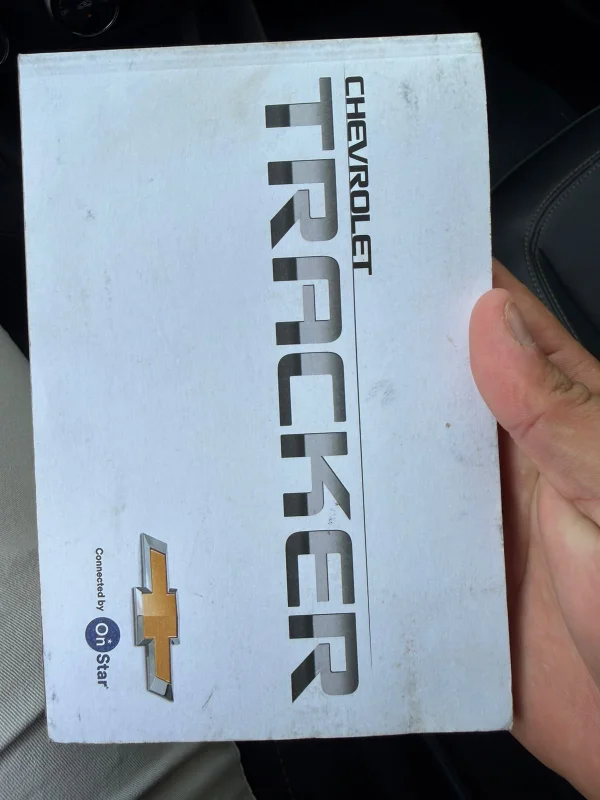 CHEVROLET
TRACKER
Connected by
OnStar